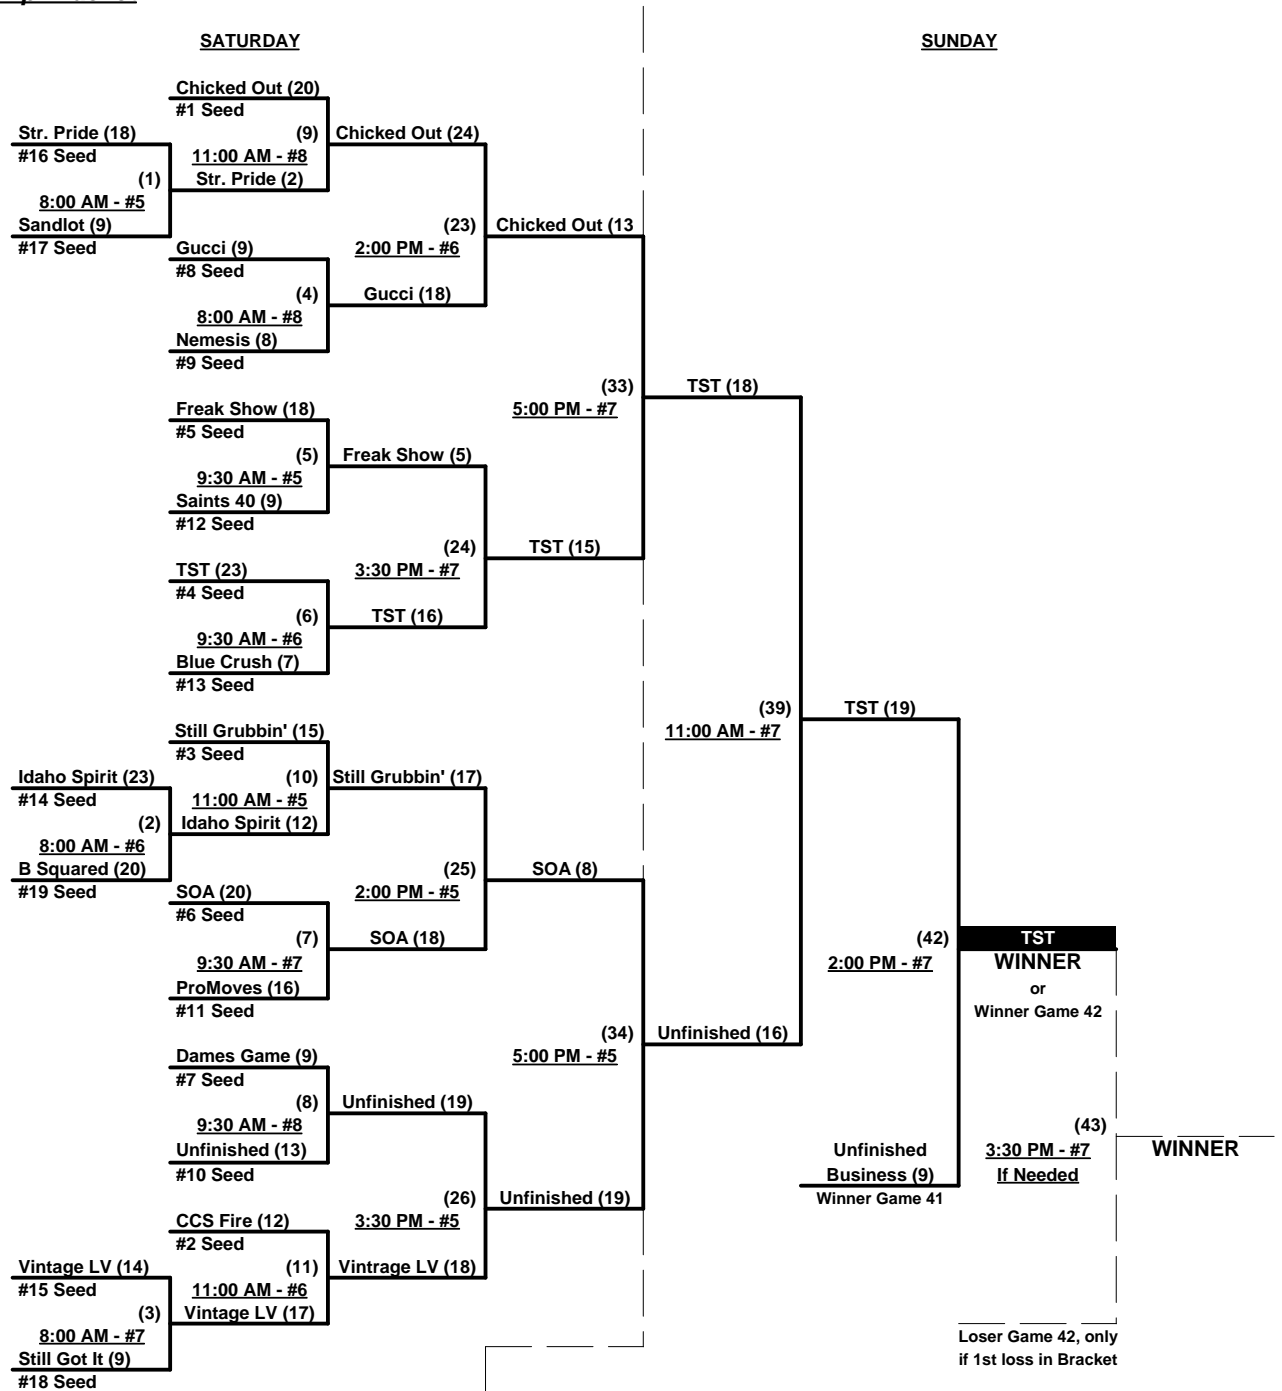 SATURDAY
SUNDAY
Chicked Out (20)
#1 Seed
Str. Pride (18)
#16 Seed
(9)
11:00 AM - #8
Chicked Out (24)
(1)
8:00 AM - #5
Str. Pride (2)
Sandlot (9)
#17 Seed
(23)
2:00 PM - #6
Chicked Out (13
Gucci (9)
#8 Seed
(4)
8:00 AM - #8
Gucci (18)
Nemesis (8)
#9 Seed
(33)
5:00 PM - #7
TST (18)
Freak Show (18)
#5 Seed
(5)
9:30 AM - #5
Freak Show (5)
Saints 40 (9)
#12 Seed
(24)
3:30 PM - #7
TST (15)
TST (23)
#4 Seed
(6)
9:30 AM - #6
TST (16)
Blue Crush (7)
#13 Seed
(39)
11:00 AM - #7
TST (19)
Still Grubbin' (15)
#3 Seed
Idaho Spirit (23)
#14 Seed
(10)
11:00 AM - #5
Still Grubbin' (17)
(2)
8:00 AM - #6
Idaho Spirit (12)
B Squared (20)
#19 Seed
(25)
2:00 PM - #5
SOA (8)
SOA (20)
#6 Seed
(7)
9:30 AM - #7
SOA (18)
ProMoves (16)
#11 Seed
(42)
2:00 PM - #7
TST
WINNER
or
Winner Game 42
(34)
5:00 PM - #5
Unfinished (16)
Dames Game (9)
#7 Seed
(8)
9:30 AM - #8
Unfinished (19)
Unfinished (13)
#10 Seed
(43)
3:30 PM - #7
If Needed
WINNER
Unfinished
Business (9)
Winner Game 41
(26)
3:30 PM - #5
Unfinished (19)
CCS Fire (12)
#2 Seed
Vintage LV (14)
#15 Seed
(11)
11:00 AM - #6
Vintrage LV (18)
(3)
8:00 AM - #7
Vintage LV (17)
Still Got It (9)
#18 Seed
Loser Game 42, only
if 1st loss in Bracket